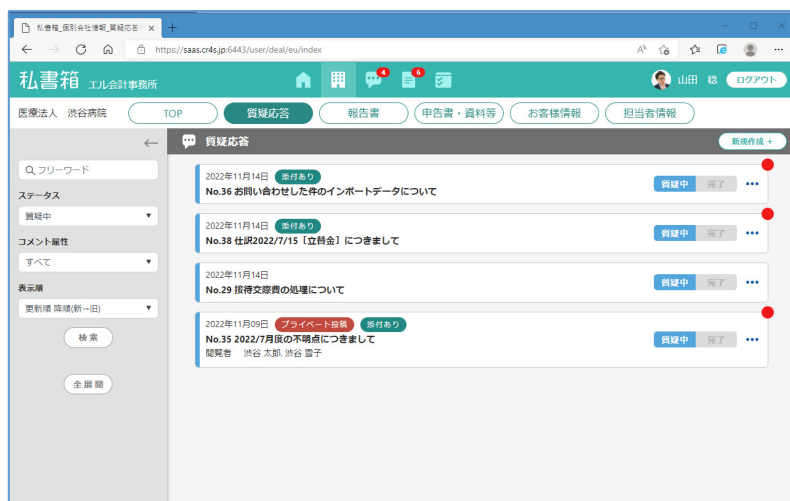 私書箱_個別会社情報_質疑応答
https://saas.cr4s.jp:6443/user/deal/eu/index
私書箱 エル会計事務所
4
6
山田 稔
ログアウト
医療法人 渋谷病院
TOP
質疑応答
報告書
申告書・資料等
お客様情報
担当者情報
質疑応答
新規作成 +
フリーワード
ステータス
質疑中
コメント属性
すべて
表示順
更新順 降順(新→旧)
検索
全展開
2022年11月14日 添付あり
No.36 お問い合わせした件のインポートデータについて
質疑中 完了
2022年11月14日 添付あり
No.38 仕訳2022/7/15［立替金］につきまして
質疑中 完了
2022年11月14日
No.29 接待交際費の処理について
質疑中 完了
2022年11月09日 プライベート投稿 添付あり
No.35 2022/7月度の不明点につきまして
閲覧者 渋谷 太郎, 渋谷 雪子
質疑中 完了